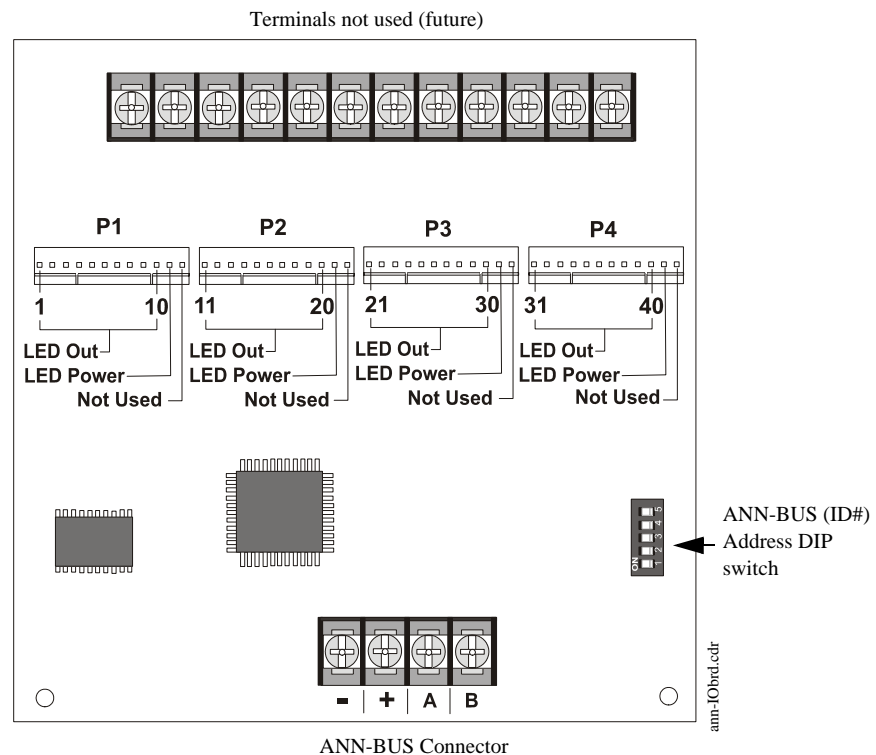 Terminals not used (future)
P1 P2 P3 P4
1 10 11 20 21 30 31 40
LED Out LED Out LED Out LED Out
LED Power LED Power LED Power LED Power
Not Used Not Used Not Used Not Used
ON
1 2 3 4 5
ANN-BUS (ID#)
Address DIP
switch
- + A B
ann-IObrd.cdr
ANN-BUS Connector